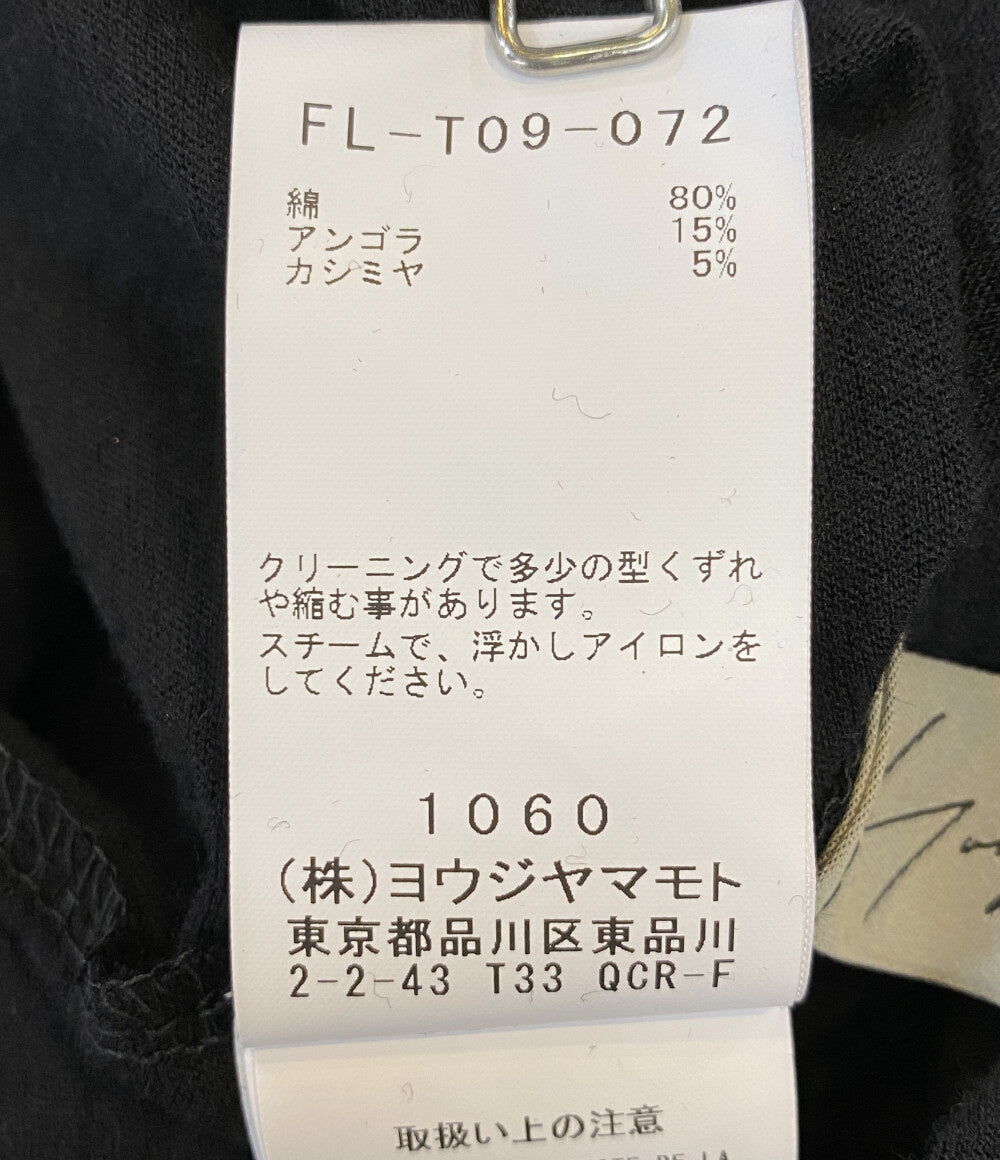 FL-T09-072
綿 80%
アンゴラ 15%
カシミヤ 5%
クリーニングで多少の型くずれ
や縮む事があります。
スチームで、浮かしアイロンを
してください。
1060
(株)ヨウジヤマモト
東京都品川区東品川
2-2-43 T33 QCR-F
取扱い上の注意
DE LA